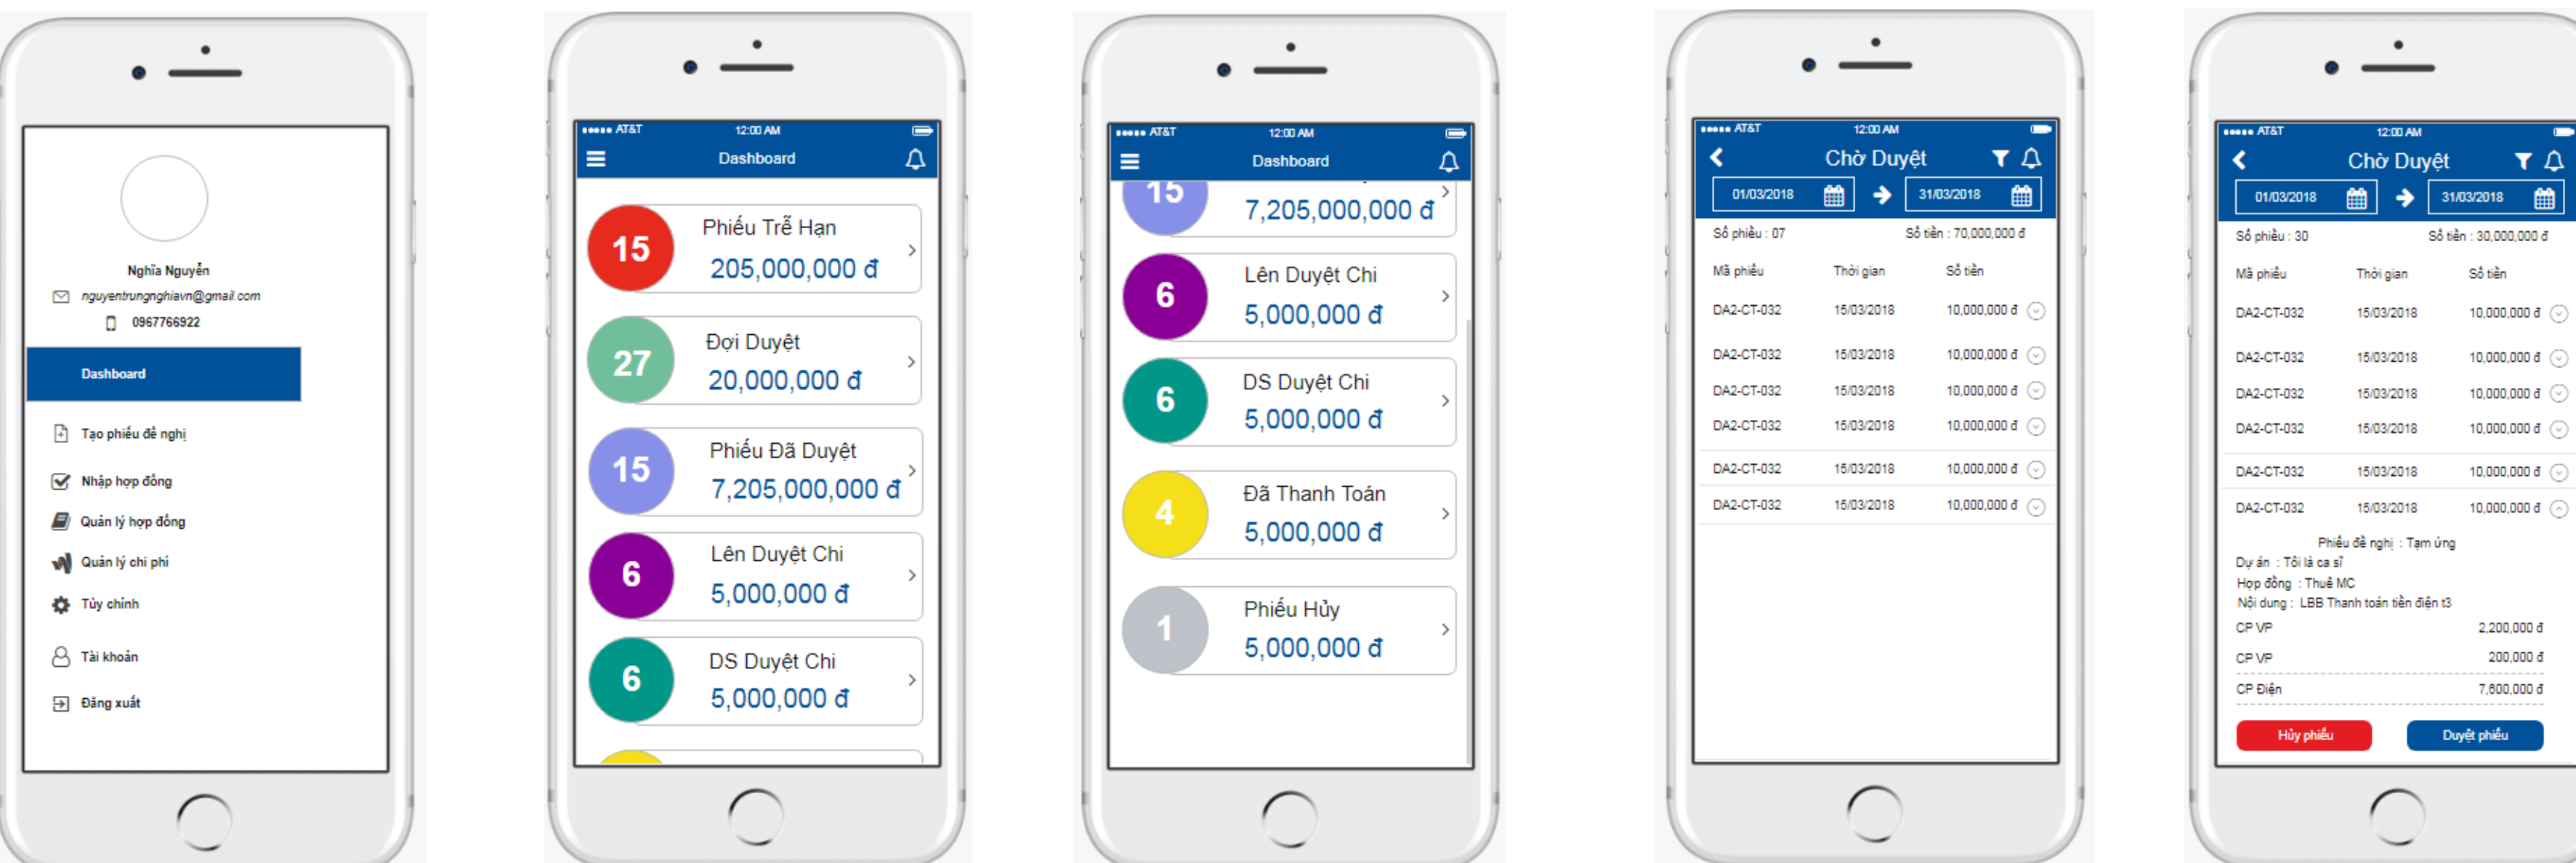 Nghĩa Nguyễn
nguyentrungnghiavn@gmail.com
0967766922
Dashboard
Tạo phiếu đề nghị
Nhập hợp đồng
Quản lý hợp đồng
Quản lý chi phí
Tùy chỉnh
Tài khoản
Đăng xuất
AT&T 12:00 AM
Dashboard
15 Phiếu Trễ Hạn
205,000,000 đ
27 Đợi Duyệt
20,000,000 đ
15 Phiếu Đã Duyệt
7,205,000,000 đ
6 Lên Duyệt Chi
5,000,000 đ
6 DS Duyệt Chi
5,000,000 đ
AT&T 12:00 AM
Dashboard
15
7,205,000,000 đ
6 Lên Duyệt Chi
5,000,000 đ
6 DS Duyệt Chi
5,000,000 đ
4 Đã Thanh Toán
5,000,000 đ
1 Phiếu Hủy
5,000,000 đ
AT&T 12:00 AM
Chờ Duyệt
01/03/2018 31/03/2018
Số phiếu : 07 Số tiền : 70,000,000 đ
Mã phiếu Thời gian Số tiền
DA2-CT-032 15/03/2018 10,000,000 đ
DA2-CT-032 15/03/2018 10,000,000 đ
DA2-CT-032 15/03/2018 10,000,000 đ
DA2-CT-032 15/03/2018 10,000,000 đ
DA2-CT-032 15/03/2018 10,000,000 đ
DA2-CT-032 15/03/2018 10,000,000 đ
AT&T 12:00 AM
Chờ Duyệt
01/03/2018 31/03/2018
Số phiếu : 30 Số tiền : 30,000,000 đ
Mã phiếu Thời gian Số tiền
DA2-CT-032 15/03/2018 10,000,000 đ
DA2-CT-032 15/03/2018 10,000,000 đ
DA2-CT-032 15/03/2018 10,000,000 đ
DA2-CT-032 15/03/2018 10,000,000 đ
DA2-CT-032 15/03/2018 10,000,000 đ
DA2-CT-032 15/03/2018 10,000,000 đ
Phiếu đề nghị : Tạm ứng
Dự án : Tôi là ca sĩ
Hợp đồng : Thuê MC
Nội dung : LBB Thanh toán tiền điện t3
CP VP 2,200,000 đ
CP VP 200,000 đ
CP Điện 7,600,000 đ
Hủy phiếu Duyệt phiếu